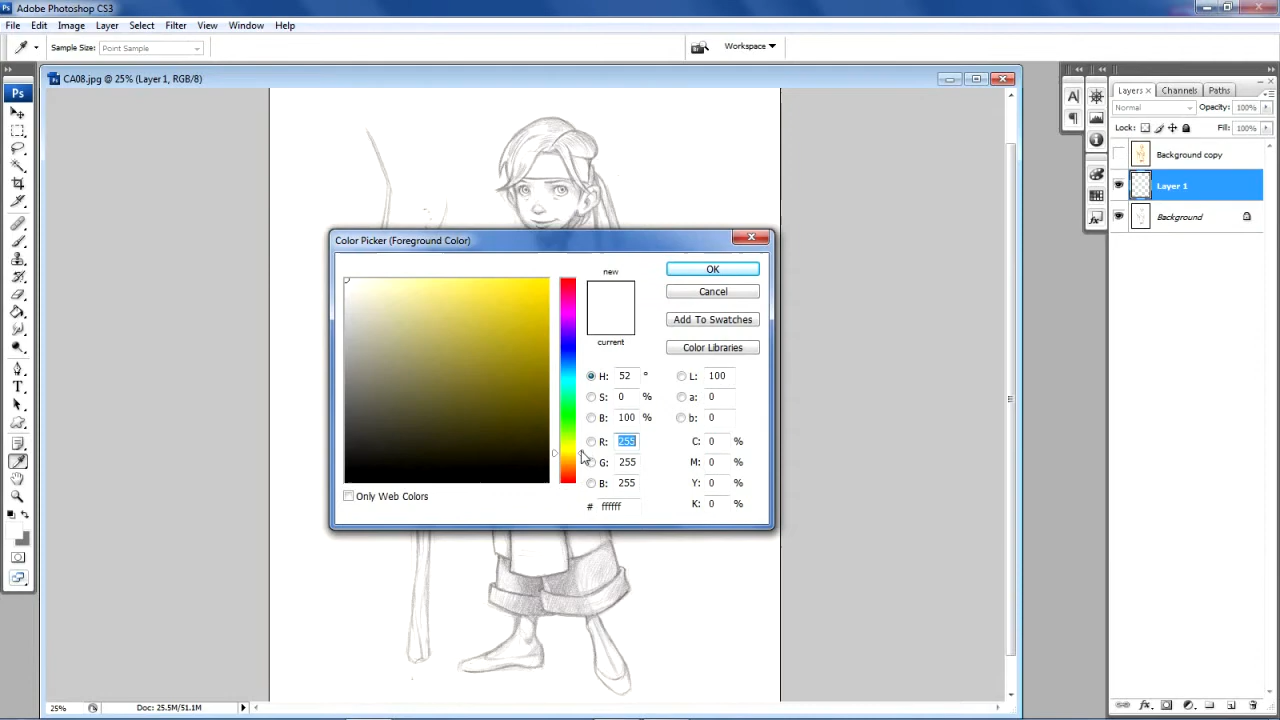 Adobe Photoshop CS3
File Edit Image Layer Select Filter View Window Help
Sample Size: Point Sample Workspace
CA08.jpg @ 25% (Layer 1, RGB/8)
Ps
Layers Channels Paths
Normal Opacity: 100%
Lock: Fill: 100%
Background copy
Layer 1
Background
Color Picker (Foreground Color)
new
current
OK
Cancel
Add To Swatches
Color Libraries
H: 52 ° L: 100
S: 0 % a: 0
B: 100 % b: 0
R: 255 C: 0 %
G: 255 M: 0 %
B: 255 Y: 0 %
# ffffff K: 0 %
Only Web Colors
25% Doc: 25.5M/51.1M